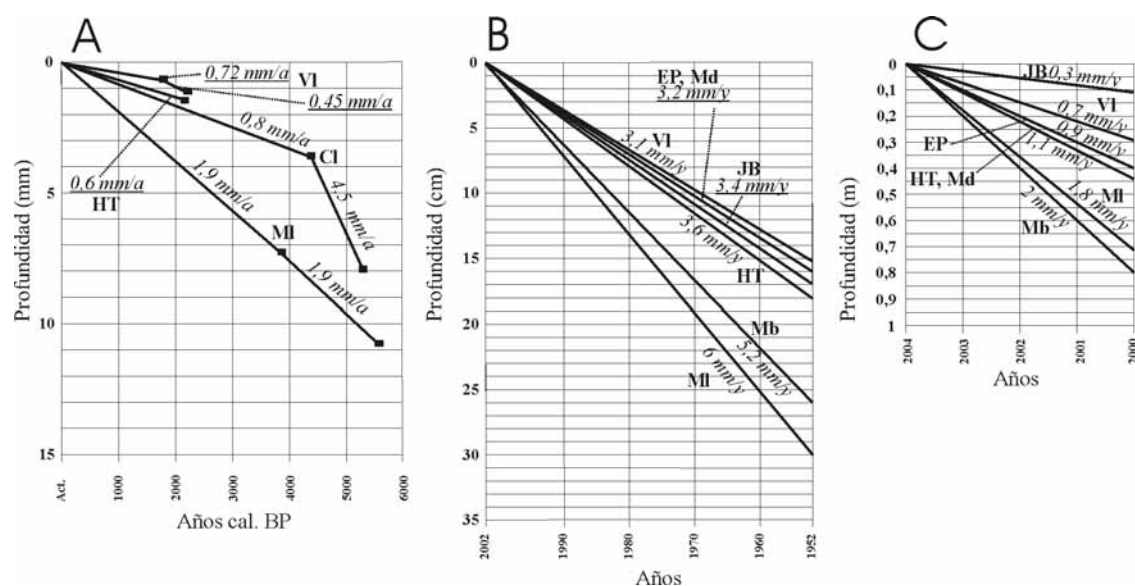 A
0
5
10
15
Profundidad (mm)
Act.
1000
2000
3000
4000
5000
6000
Años cal. BP
0,72 mm/a
Vl
0,45 mm/a
0,8 mm/a
Cl
0,6 mm/a
HT
1,9 mm/a
4,5 mm/a
Ml
1,9 mm/a
B
0
5
10
15
20
25
30
35
Profundidad (cm)
2002
1990
1980
1970
1960
1952
Años
EP, Md
3,2 mm/y
Vl
3,1 mm/y
JB
3,4 mm/y
3,6 mm/y
HT
Mb
5,2 mm/y
6 mm/y
Ml
C
0
0,1
0,2
0,3
0,4
0,5
0,6
0,7
0,8
0,9
1
Profundidad (m)
2004
2003
2002
2001
2000
Años
JB 0,3 mm/y
0,7 mm/y
Vl
0,9 mm/y
EP
1,1 mm/y
HT, Md
Ml
1,8 mm/y
2 mm/y
Mb